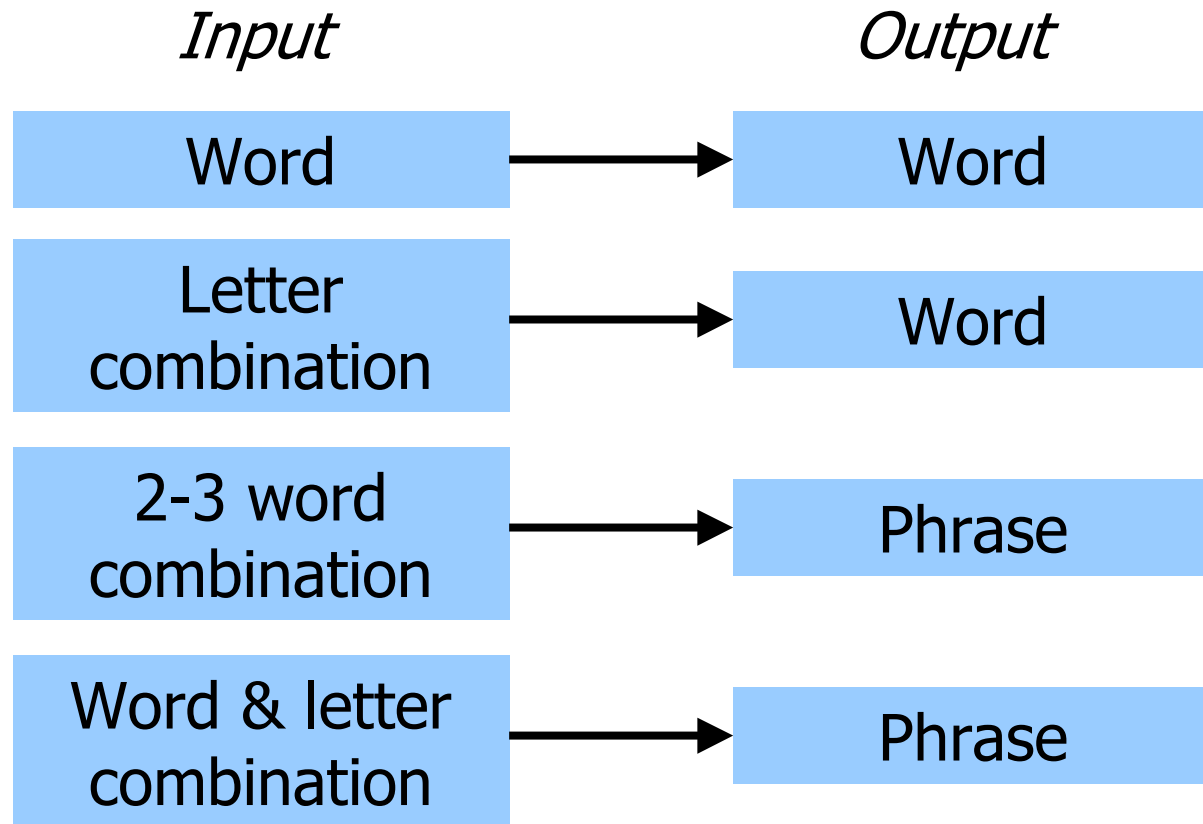 Input Output
Word Word
Letter
combination
Word
2-3 word
combination
Phrase
Word & letter
combination
Phrase